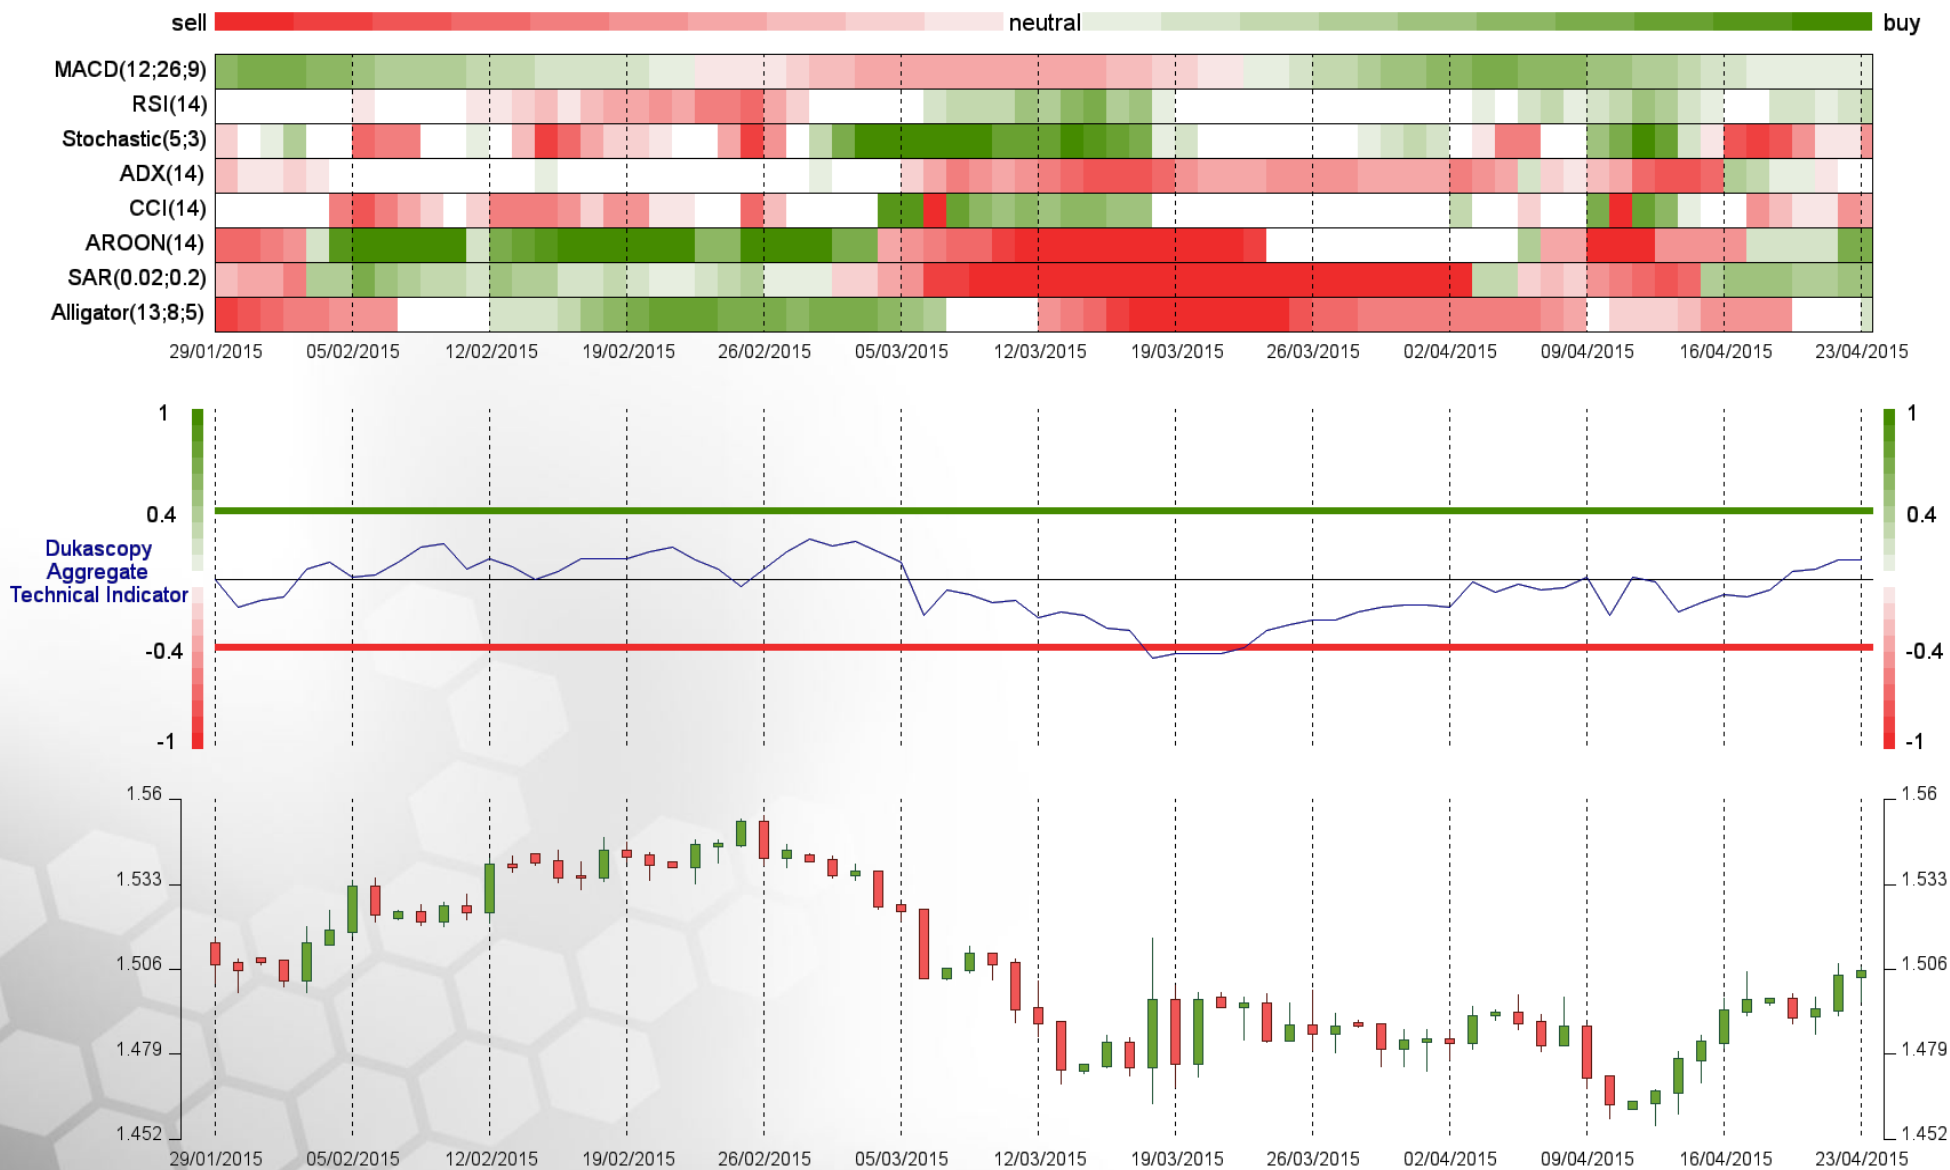 sell neutral buy
MACD(12;26;9)
RSI(14)
Stochastic(5;3)
ADX(14)
CCI(14)
AROON(14)
SAR(0.02;0.2)
Alligator(13;8;5)
29/01/2015 05/02/2015 12/02/2015 19/02/2015 26/02/2015 05/03/2015 12/03/2015 19/03/2015 26/03/2015 02/04/2015 09/04/2015 16/04/2015 23/04/2015
1 1
0.4 0.4
Dukascopy
Aggregate
Technical Indicator
-0.4 -0.4
-1 -1
1.56 1.56
1.533 1.533
1.506 1.506
1.479 1.479
1.452 1.452
29/01/2015 05/02/2015 12/02/2015 19/02/2015 26/02/2015 05/03/2015 12/03/2015 19/03/2015 26/03/2015 02/04/2015 09/04/2015 16/04/2015 23/04/2015